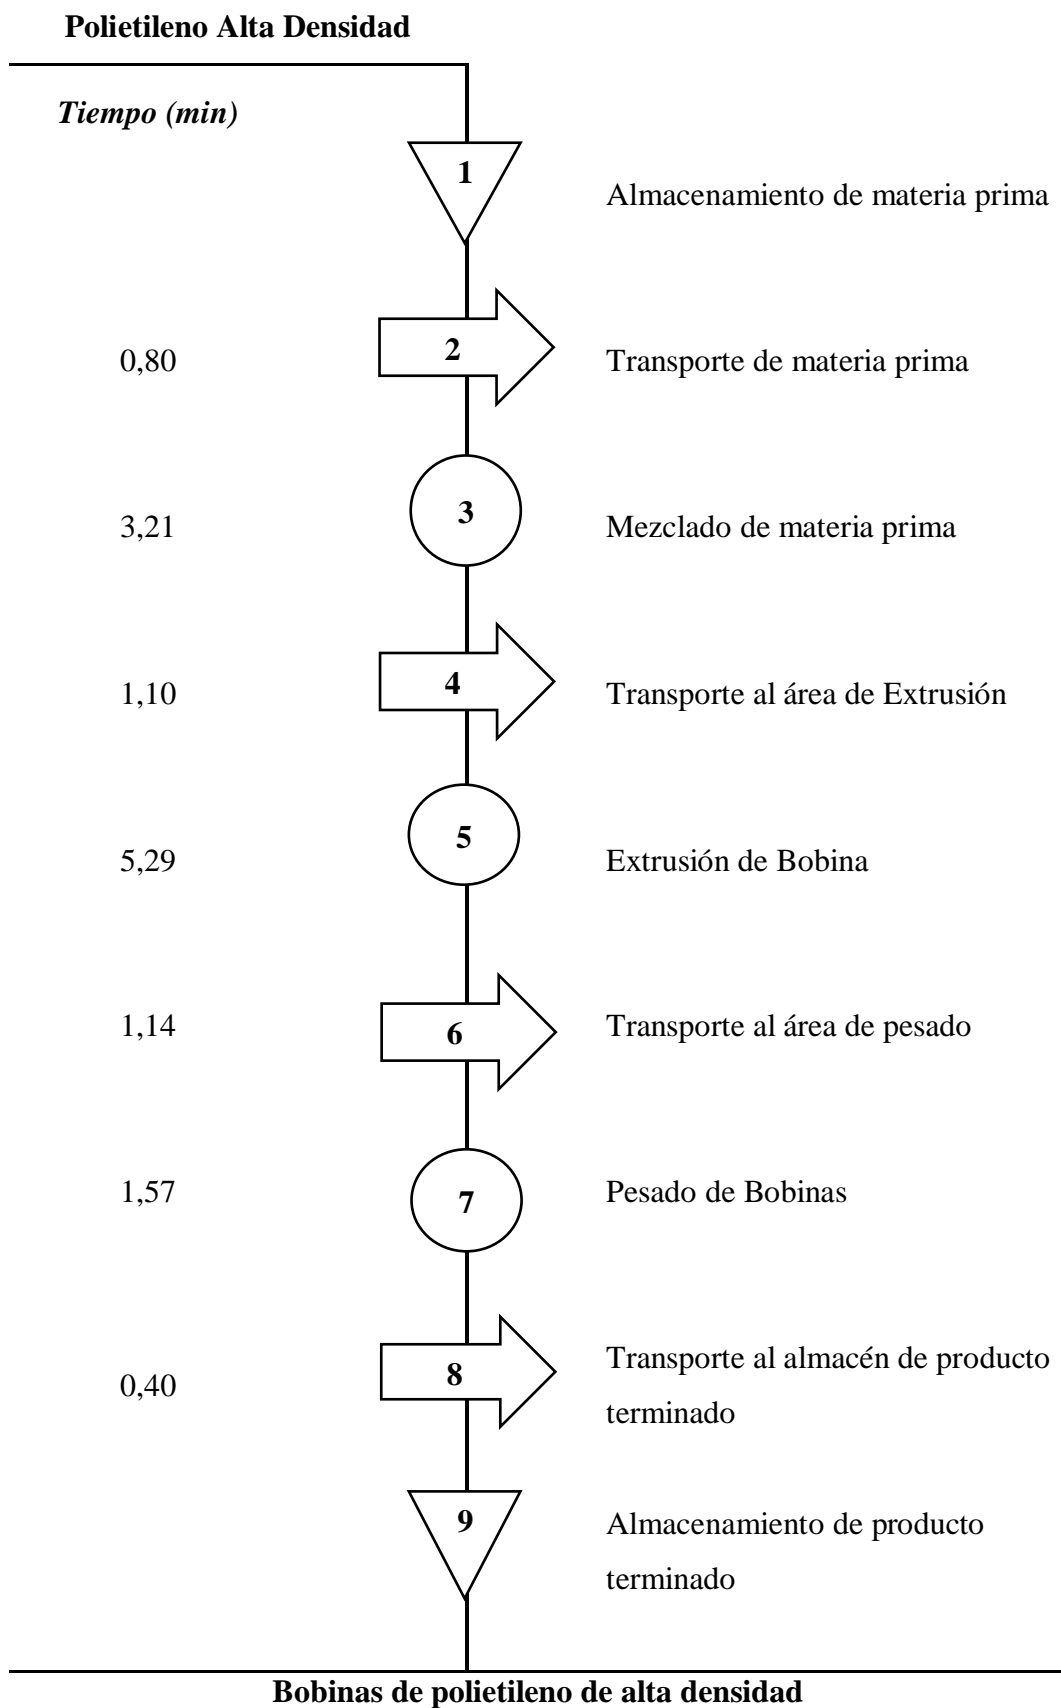 Polietileno Alta Densidad
Tiempo (min)
1
Almacenamiento de materia prima
0,80
2
Transporte de materia prima
3,21
3
Mezclado de materia prima
1,10
4
Transporte al área de Extrusión
5,29
5
Extrusión de Bobina
1,14
6
Transporte al área de pesado
1,57
7
Pesado de Bobinas
0,40
8
Transporte al almacén de producto
terminado
9
Almacenamiento de producto
terminado
Bobinas de polietileno de alta densidad